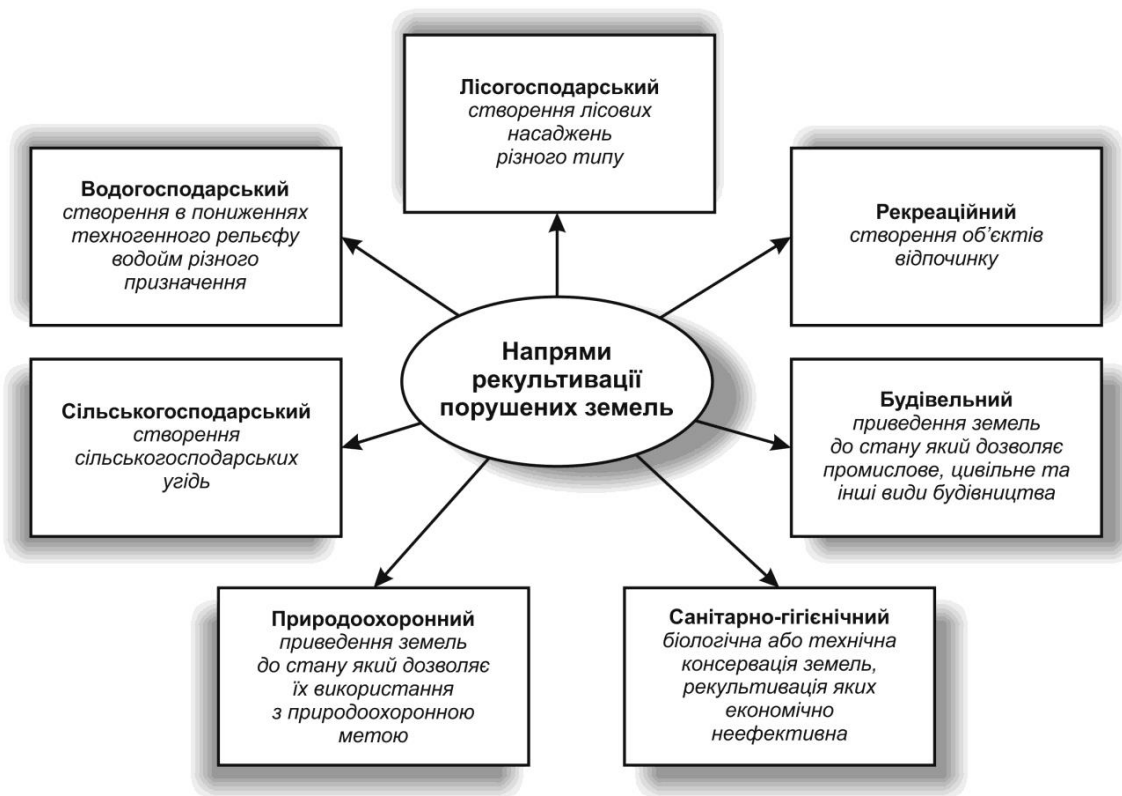 Лісогосподарський
створення лісових
насаджень
різного типу
Водогосподарський
створення в пониженнях
техногенного рельєфу
водойм різного
призначення
Рекреаційний
створення об’єктів
відпочинку
Напрями
рекультивації
порушених земель
Сільськогосподарський
створення
сільськогосподарських
угідь
Будівельний
приведення земель
до стану який дозволяє
промислове, цивільне та
інші види будівництва
Природоохоронний
приведення земель
до стану який дозволяє
їх використання
з природоохоронною
метою
Санітарно-гігієнічний
біологічна або технічна
консервація земель,
рекультивація яких
економічно
неефективна